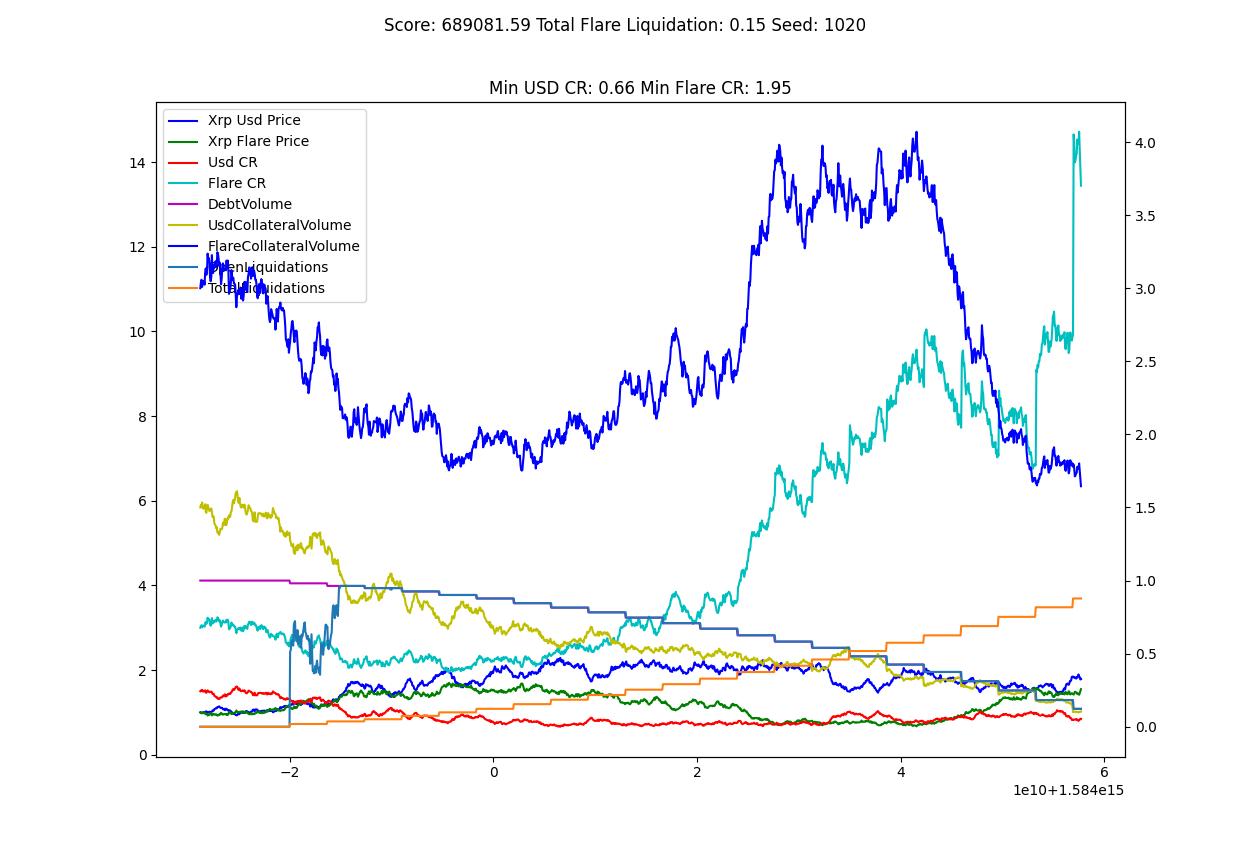 Score: 689081.59 Total Flare Liquidation: 0.15 Seed: 1020
Min USD CR: 0.66 Min Flare CR: 1.95
Xrp Usd Price
Xrp Flare Price
Usd CR
Flare CR
DebtVolume
UsdCollateralVolume
FlareCollateralVolume
OpenLiquidations
TotalLiquidations
14
12
10
8
6
4
2
0
4.0
3.5
3.0
2.5
2.0
1.5
1.0
0.5
0.0
−2
0
2
4
6
1e10+1.584e15